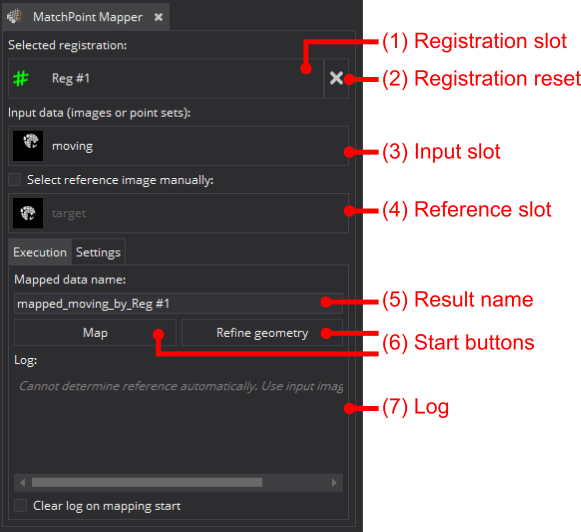 MatchPoint Mapper
Selected registration:
(1) Registration slot
Reg #1
(2) Registration reset
Input data (images or point sets):
moving
(3) Input slot
Select reference image manually:
target
(4) Reference slot
Execution Settings
Mapped data name:
mapped_moving_by_Reg #1
(5) Result name
Map
Refine geometry
(6) Start buttons
Log:
Cannot determine reference automatically. Use input imag
(7) Log
Clear log on mapping start